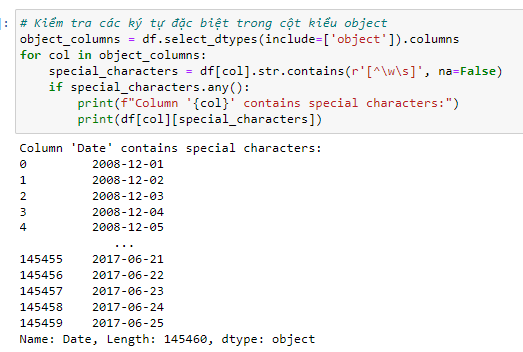 ]: # Kiểm tra các ký tự đặc biệt trong cột kiểu object
object_columns = df.select_dtypes(include=['object']).columns
for col in object_columns:
    special_characters = df[col].str.contains(r'[^\w\s]', na=False)
    if special_characters.any():
        print(f"Column '{col}' contains special characters:")
        print(df[col][special_characters])
Column 'Date' contains special characters:
0         2008-12-01
1         2008-12-02
2         2008-12-03
3         2008-12-04
4         2008-12-05
             ...
145455    2017-06-21
145456    2017-06-22
145457    2017-06-23
145458    2017-06-24
145459    2017-06-25
Name: Date, Length: 145460, dtype: object